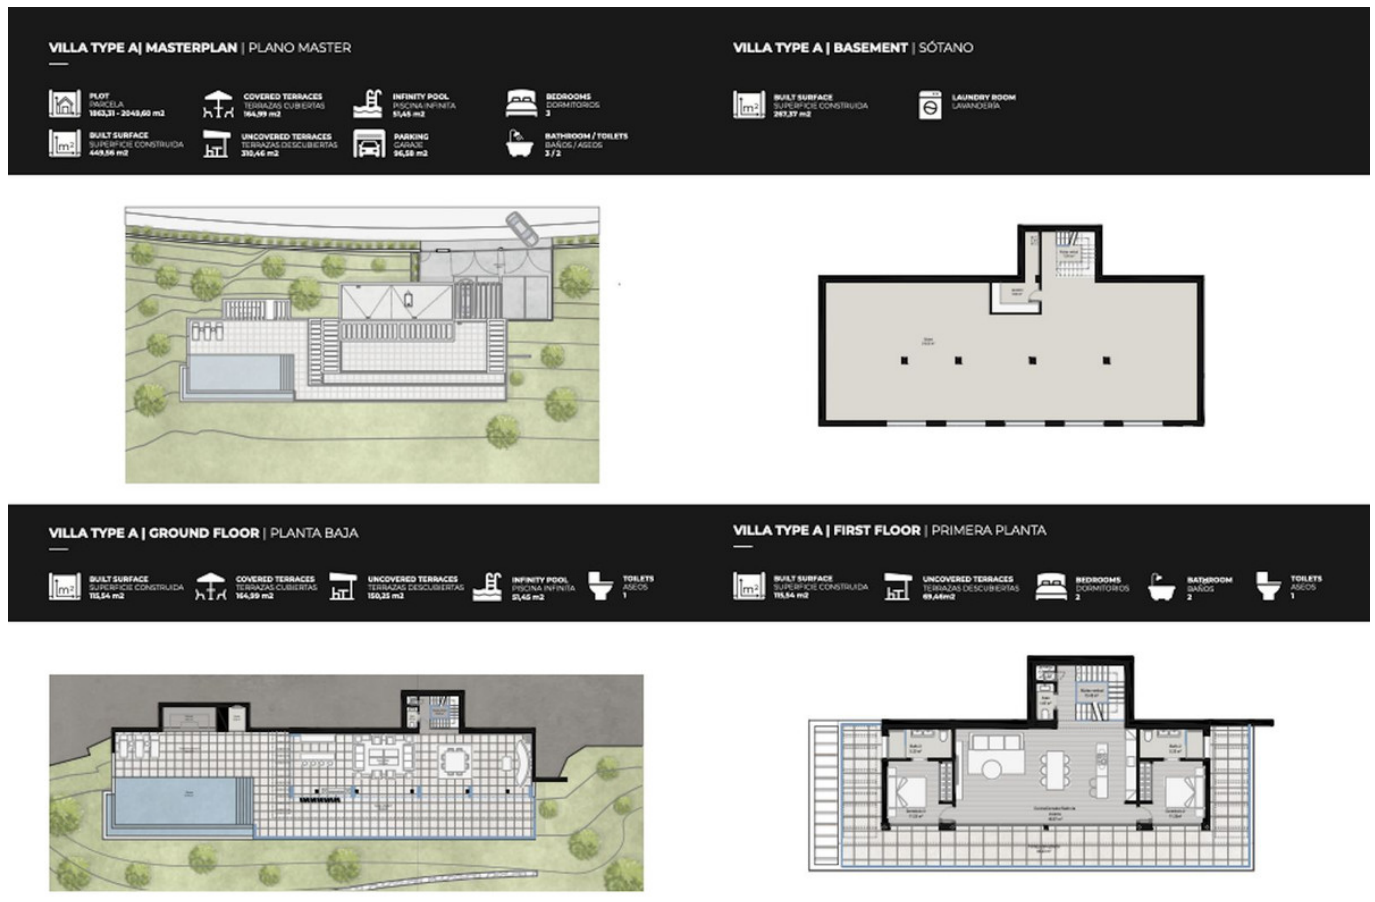 VILLA TYPE A| MASTERPLAN | PLANO MASTER
PLOT
PARCELA
1863,31 - 2049,60 m2
COVERED TERRACES
TERRAZAS CUBIERTAS
164,99 m2
INFINITY POOL
PISCINA INFINITA
51,45 m2
BEDROOMS
DORMITORIOS
3
BUILT SURFACE
SUPERFICIE CONSTRUIDA
449,56 m2
UNCOVERED TERRACES
TERRAZAS DESCUBIERTAS
310,46 m2
PARKING
GARAJE
96,58 m2
BATHROOM / TOILETS
BAÑOS / ASEOS
3 / 2
VILLA TYPE A | BASEMENT | SÓTANO
m²
BUILT SURFACE
SUPERFICIE CONSTRUIDA
267,37 m2
LAUNDRY ROOM
LAVANDERÍA
VILLA TYPE A | GROUND FLOOR | PLANTA BAJA
m²
BUILT SURFACE
SUPERFICIE CONSTRUIDA
115,54 m2
COVERED TERRACES
TERRAZAS CUBIERTAS
164,99 m2
UNCOVERED TERRACES
TERRAZAS DESCUBIERTAS
150,25 m2
INFINITY POOL
PISCINA INFINITA
51,45 m2
TOILETS
ASEOS
1
VILLA TYPE A | FIRST FLOOR | PRIMERA PLANTA
m²
BUILT SURFACE
SUPERFICIE CONSTRUIDA
115,54 m2
UNCOVERED TERRACES
TERRAZAS DESCUBIERTAS
69,46m2
BEDROOMS
DORMITORIOS
2
BATHROOM
BAÑOS
2
TOILETS
ASEOS
1